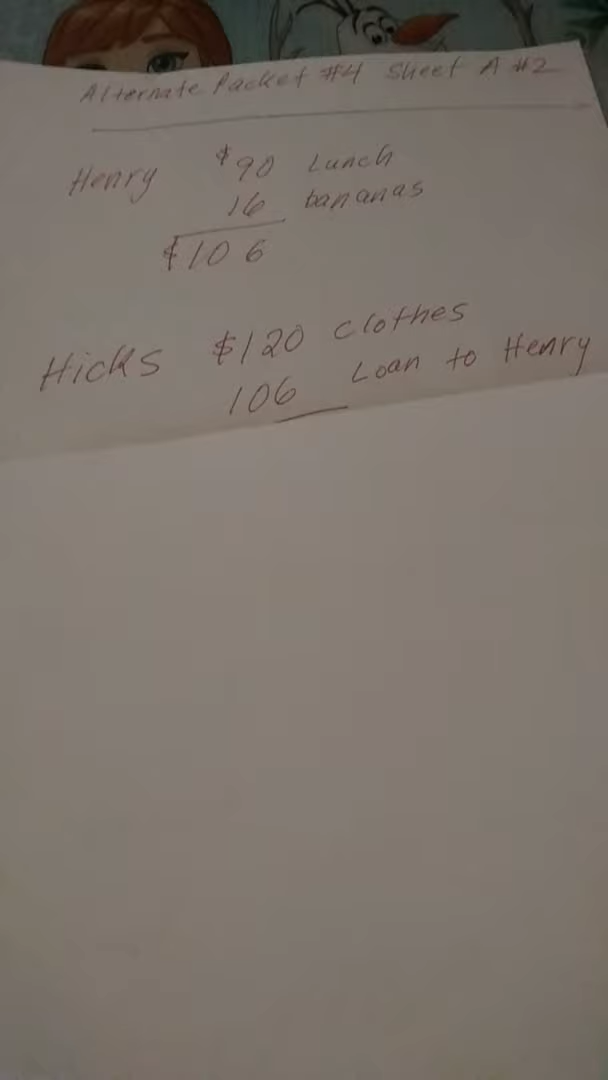 Alternate Packet #4 Sheet A #2
Henry $90 Lunch
16 bananas
$106
Hicks $120 clothes
106 Loan to Henry